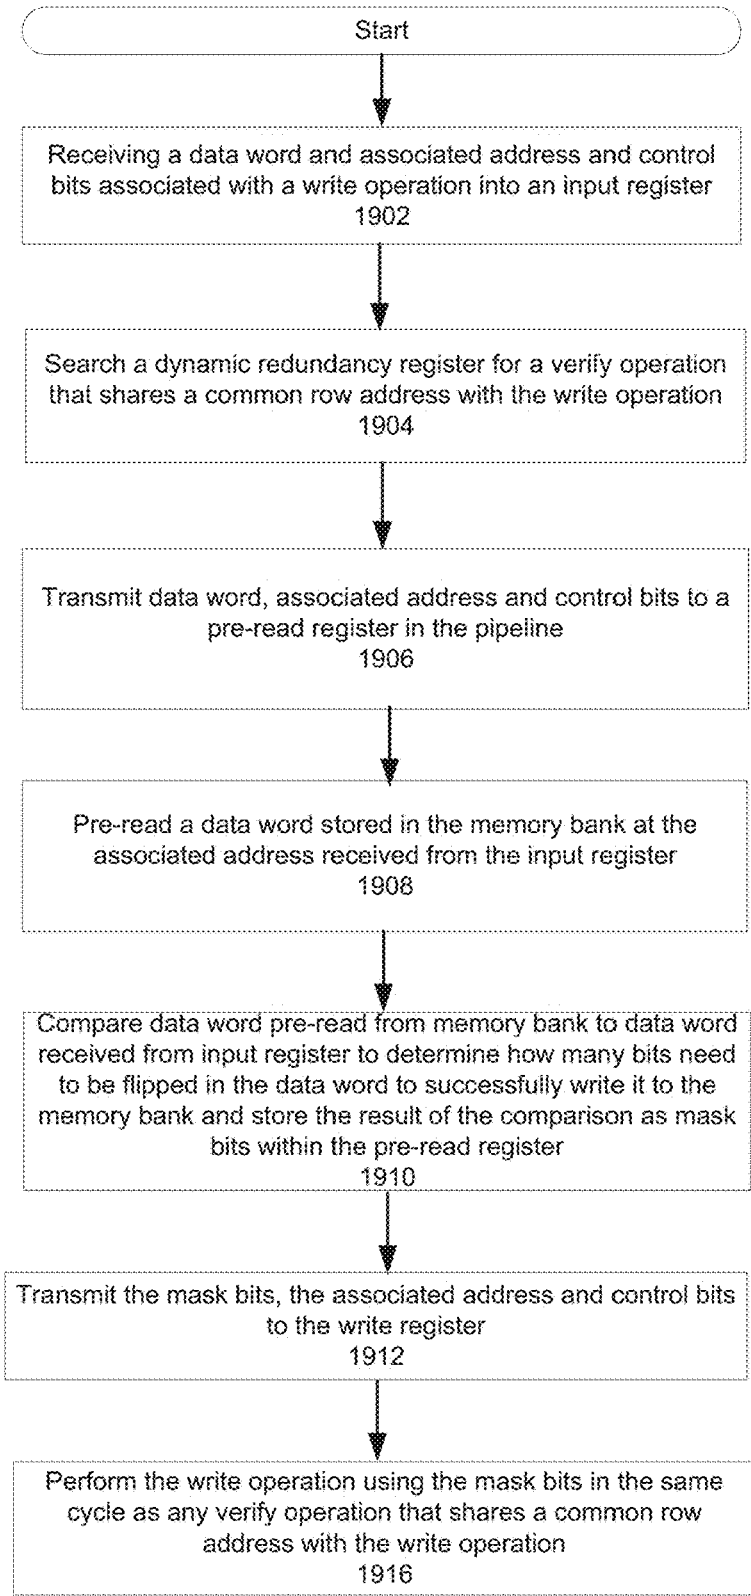 Start
Receiving a data word and associated address and control
bits associated with a write operation into an input register
1902
Search a dynamic redundancy register for a verify operation
that shares a common row address with the write operation
1904
Transmit data word, associated address and control bits to a
pre-read register in the pipeline
1906
Pre-read a data word stored in the memory bank at the
associated address received from the input register
1908
Compare data word pre-read from memory bank to data word
received from input register to determine how many bits need
to be flipped in the data word to successfully write it to the
memory bank and store the result of the comparison as mask
bits within the pre-read register
1910
Transmit the mask bits, the associated address and control bits
to the write register
1912
Perform the write operation using the mask bits in the same
cycle as any verify operation that shares a common row
address with the write operation
1916